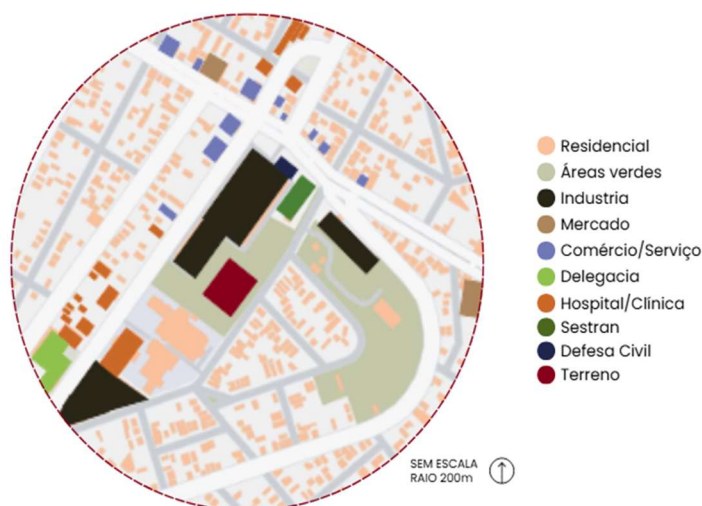 Residencial
Áreas verdes
Industria
Mercado
Comércio/Serviço
Delegacia
Hospital/Clínica
Sestran
Defesa Civil
Terreno
SEM ESCALA
RAIO 200m